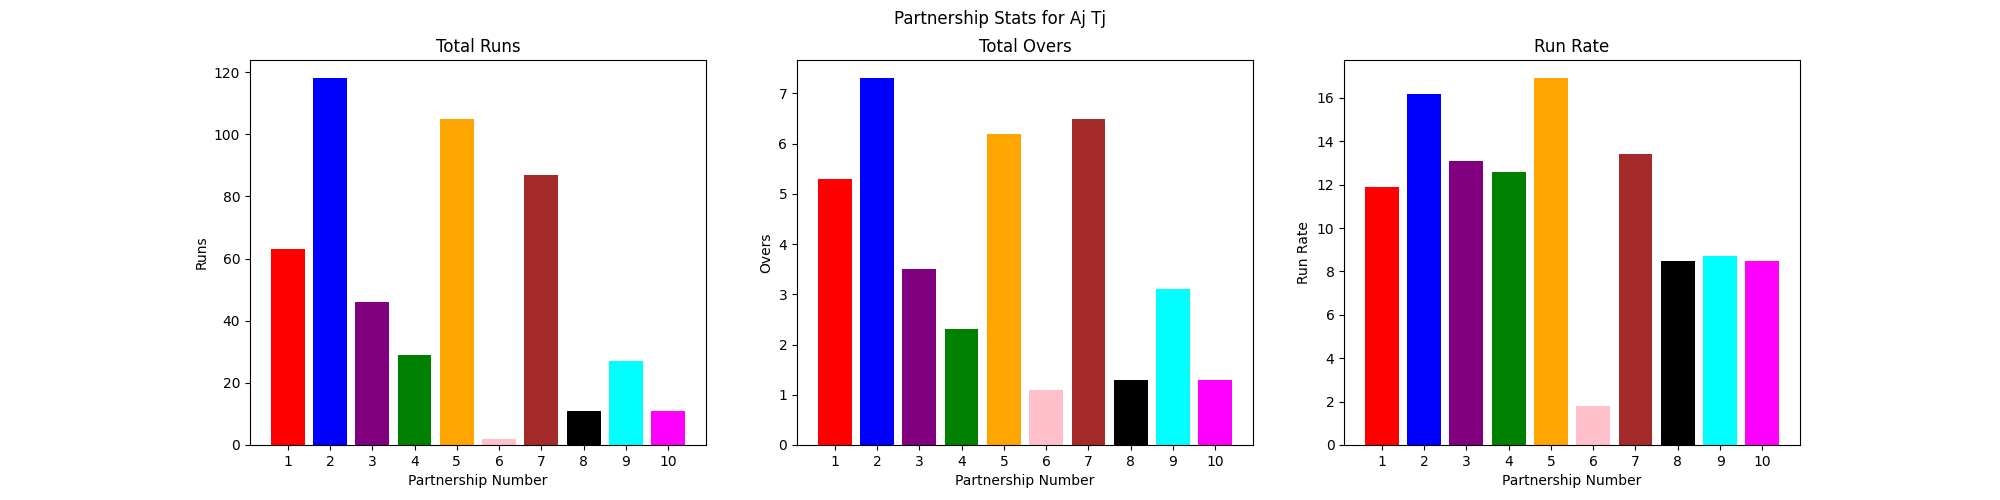 Partnership Stats for Aj Tj
Total Runs
120
100
80
60
40
20
0
Runs
1 2 3 4 5 6 7 8 9 10
Partnership Number
Total Overs
7
6
5
4
3
2
1
0
Overs
1 2 3 4 5 6 7 8 9 10
Partnership Number
Run Rate
16
14
12
10
8
6
4
2
0
Run Rate
1 2 3 4 5 6 7 8 9 10
Partnership Number